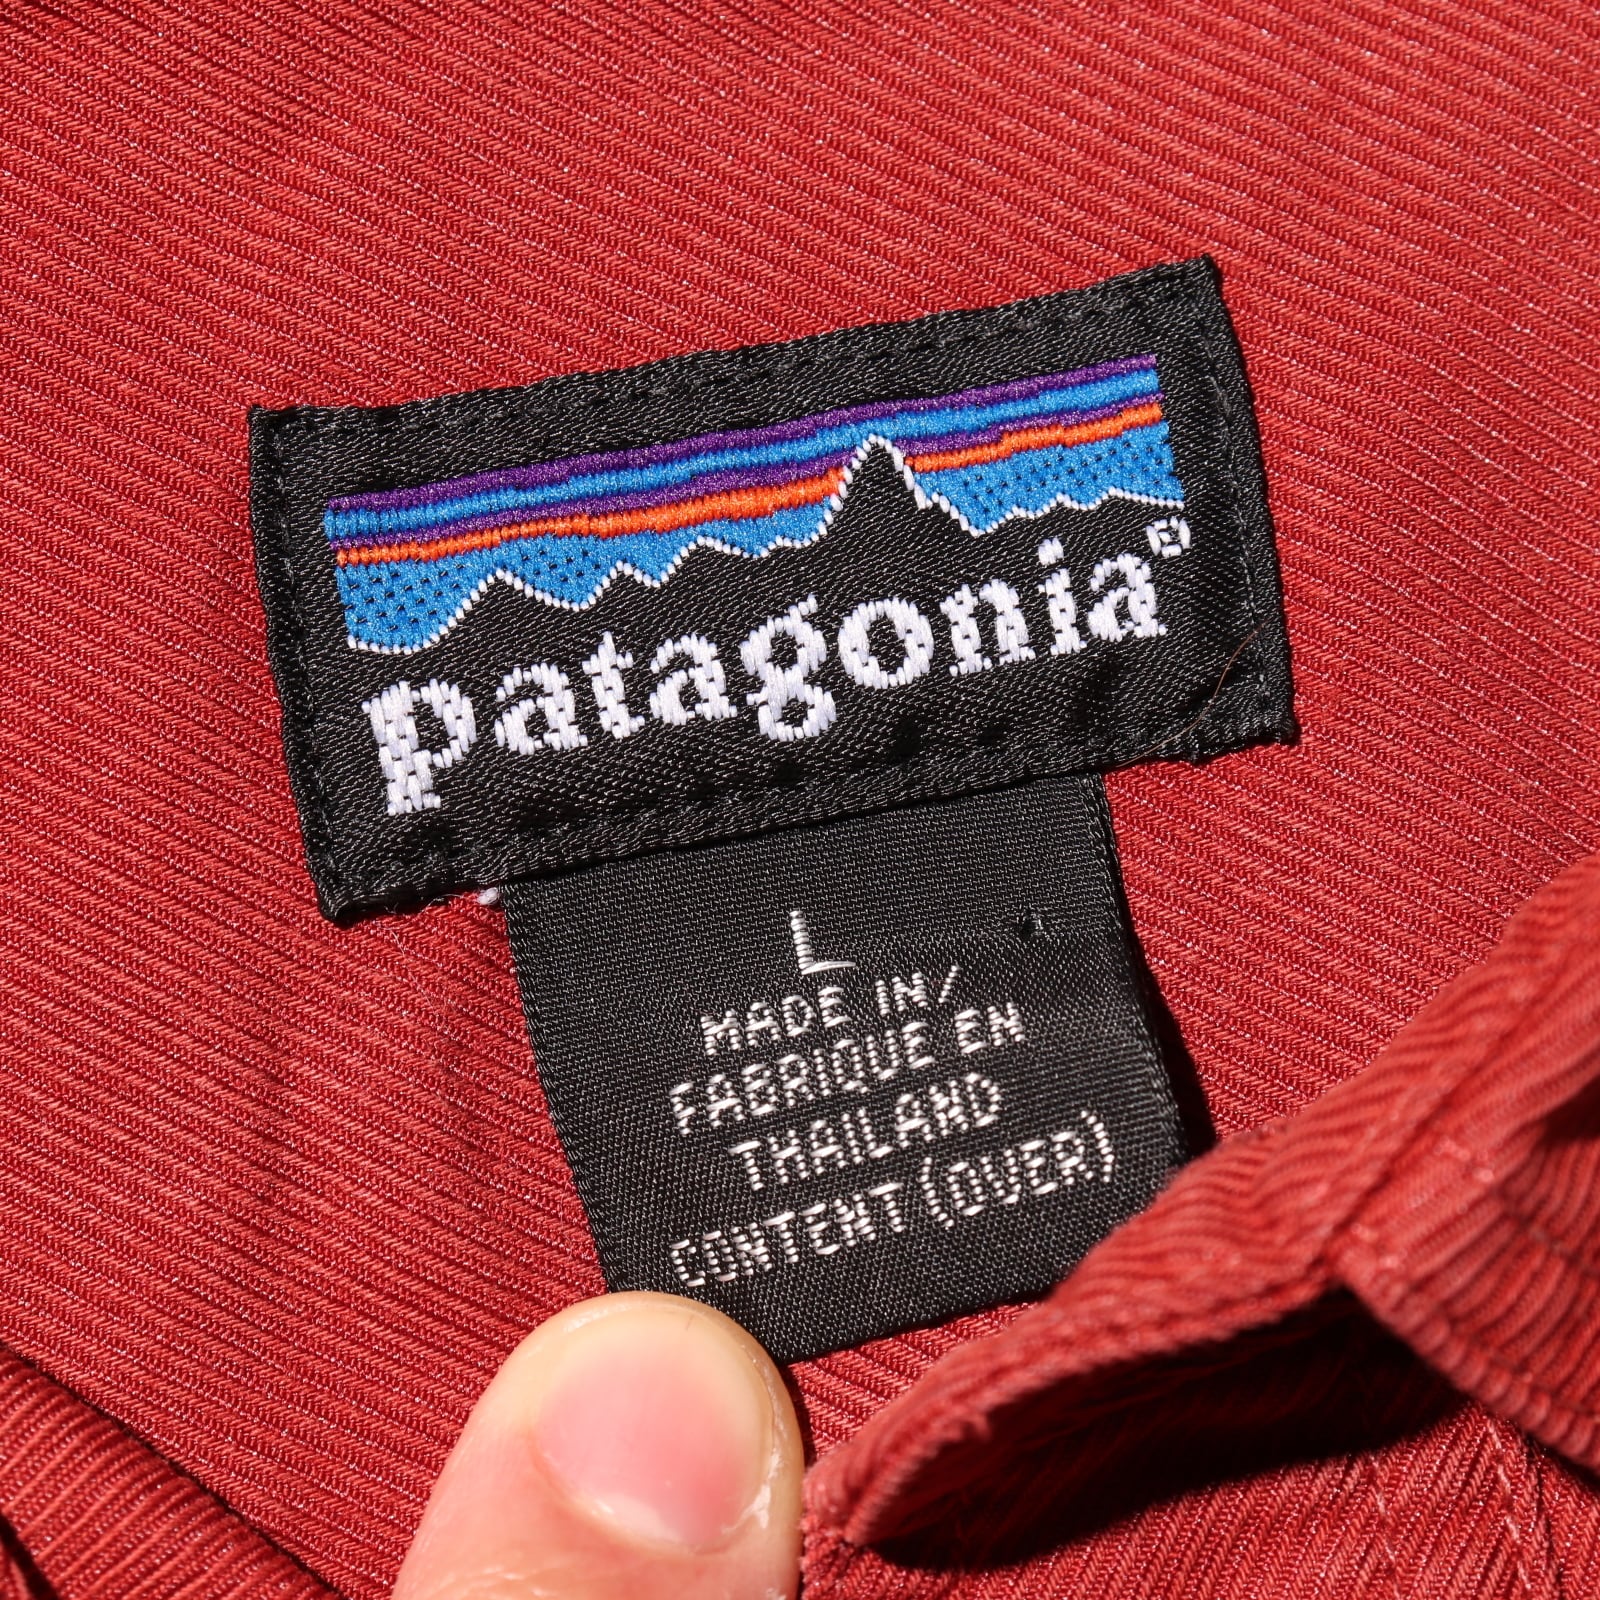 patagonia®
L
MADE IN/
FABRIQUE EN
THAILAND
CONTENT (OVER)